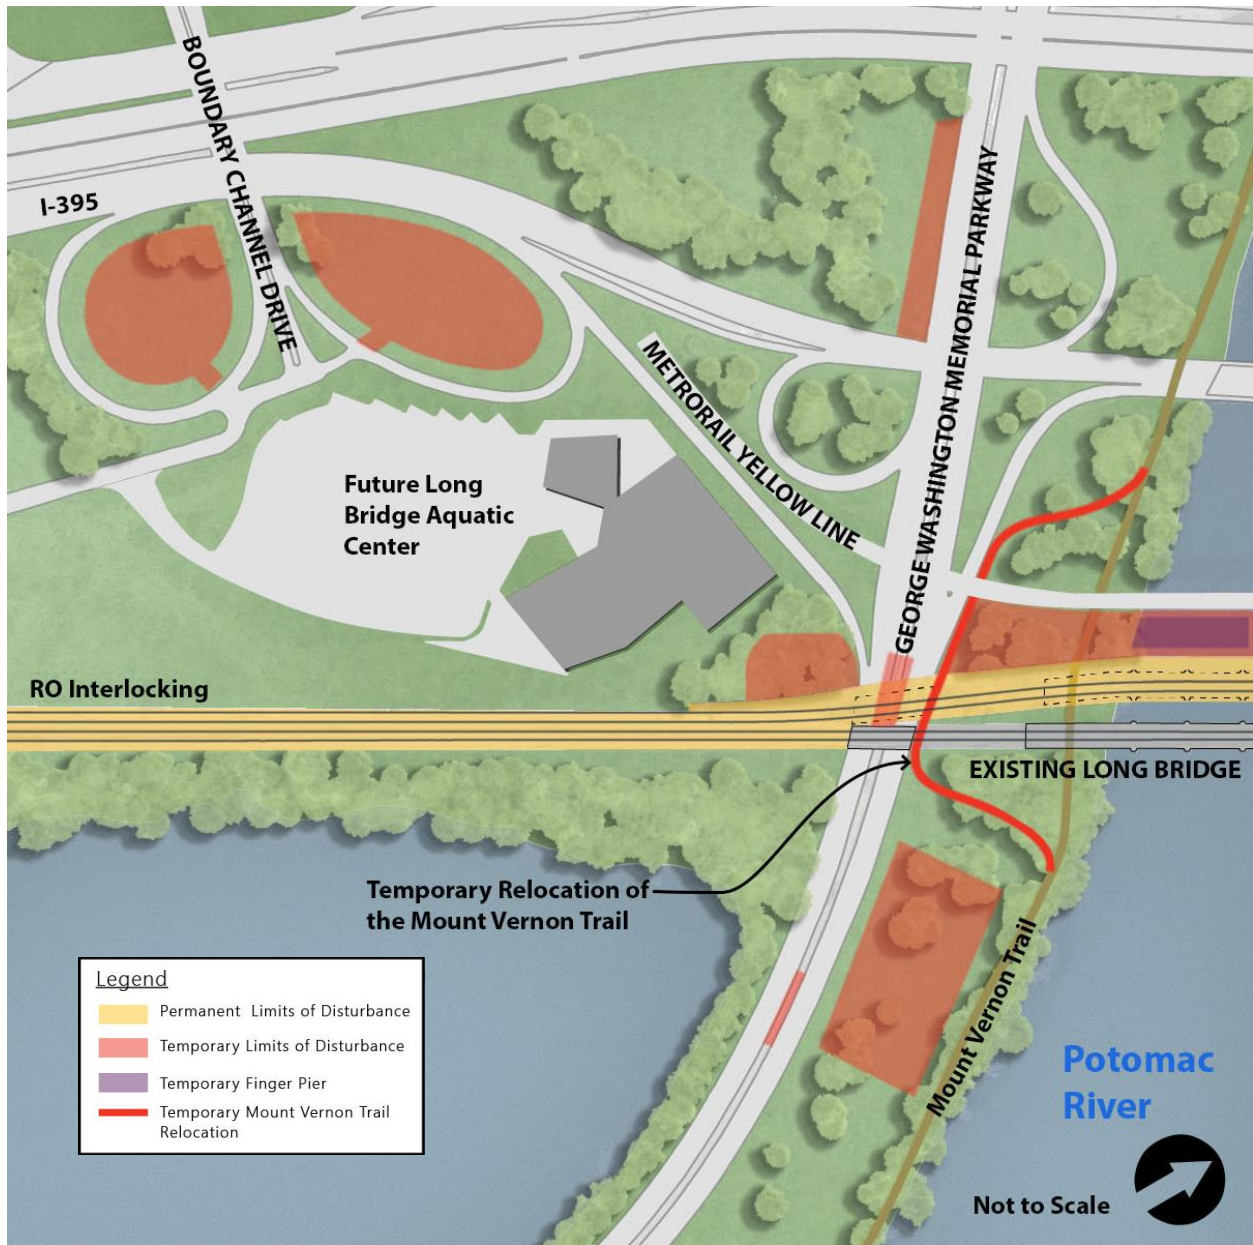 BOUNDARY CHANNEL DRIVE
I-395
GEORGE WASHINGTON MEMORIAL PARKWAY
METRORAIL YELLOW LINE
Future Long
Bridge Aquatic
Center
RO Interlocking
EXISTING LONG BRIDGE
Temporary Relocation of
the Mount Vernon Trail
Mount Vernon Trail
Legend
Permanent Limits of Disturbance
Temporary Limits of Disturbance
Temporary Finger Pier
Temporary Mount Vernon Trail
Relocation
Potomac
River
Not to Scale